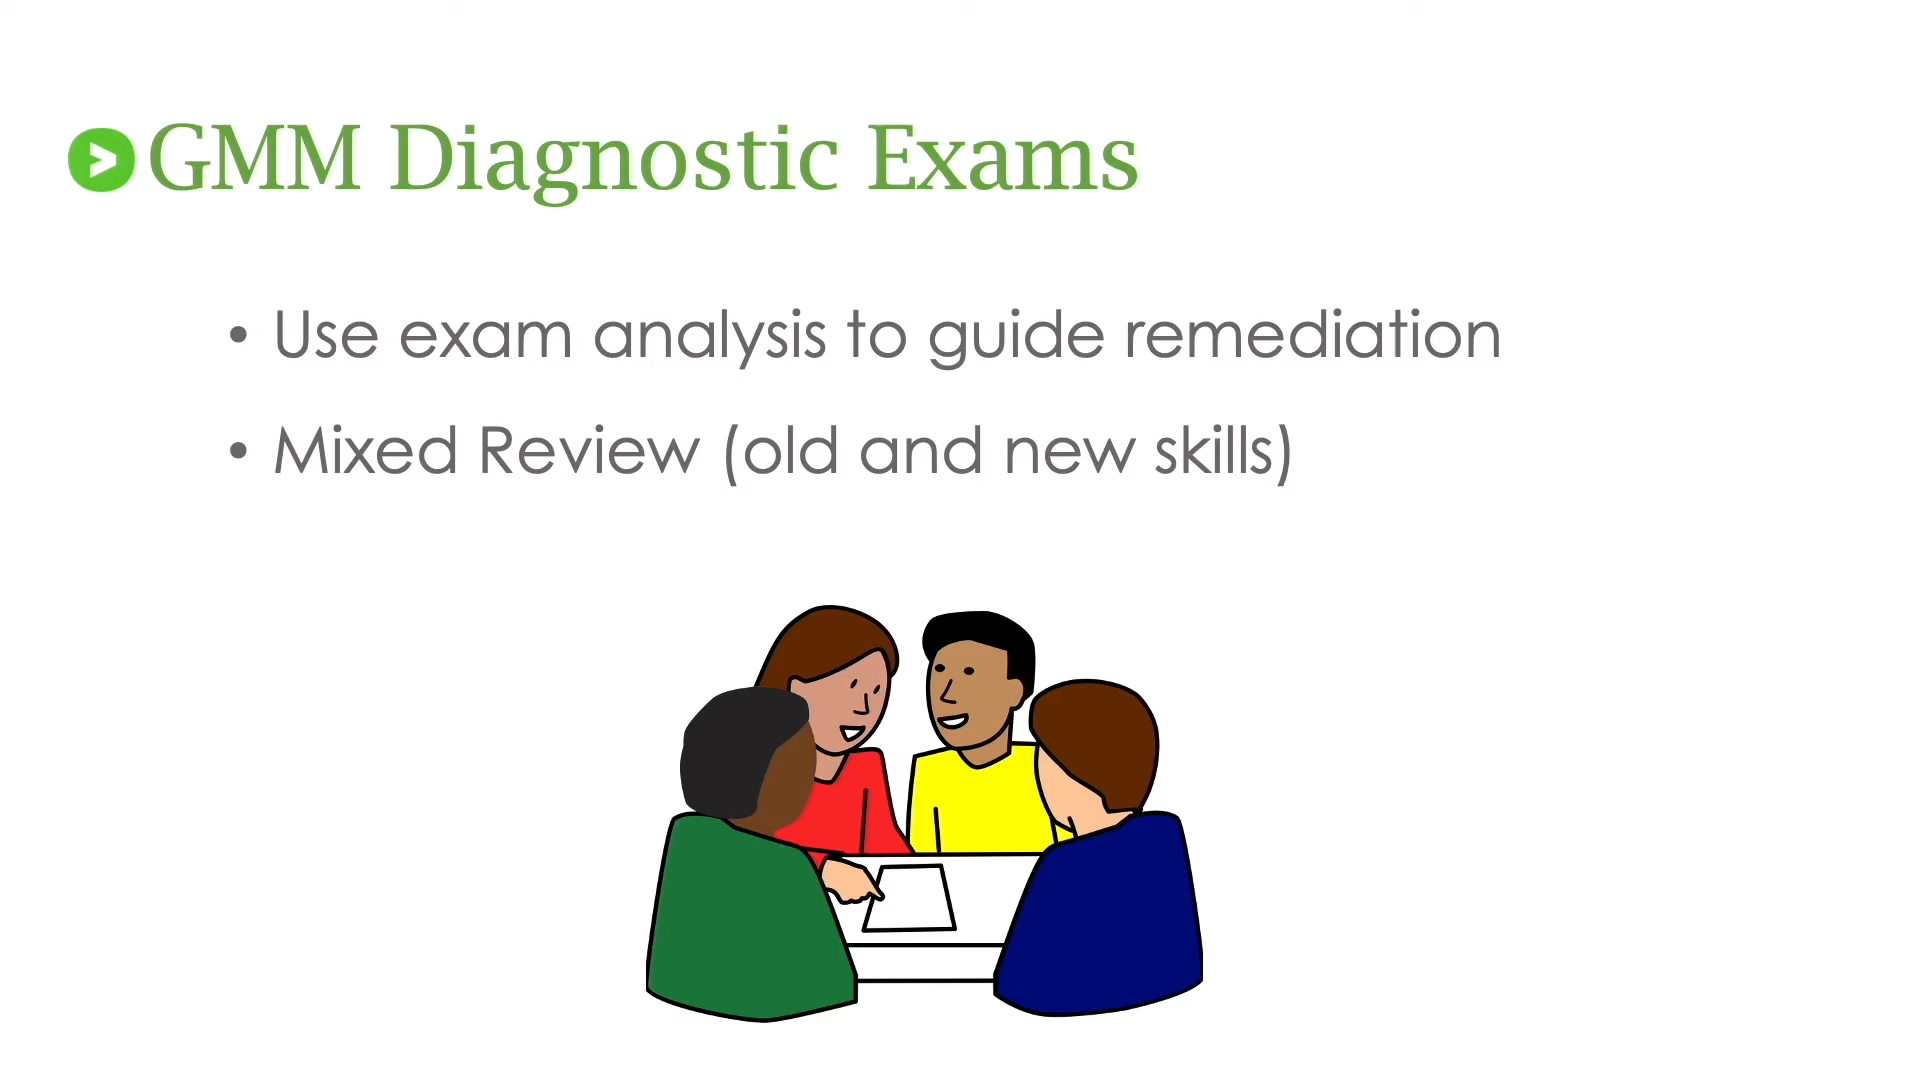 GMM Diagnostic Exams
• Use exam analysis to guide remediation
• Mixed Review (old and new skills)